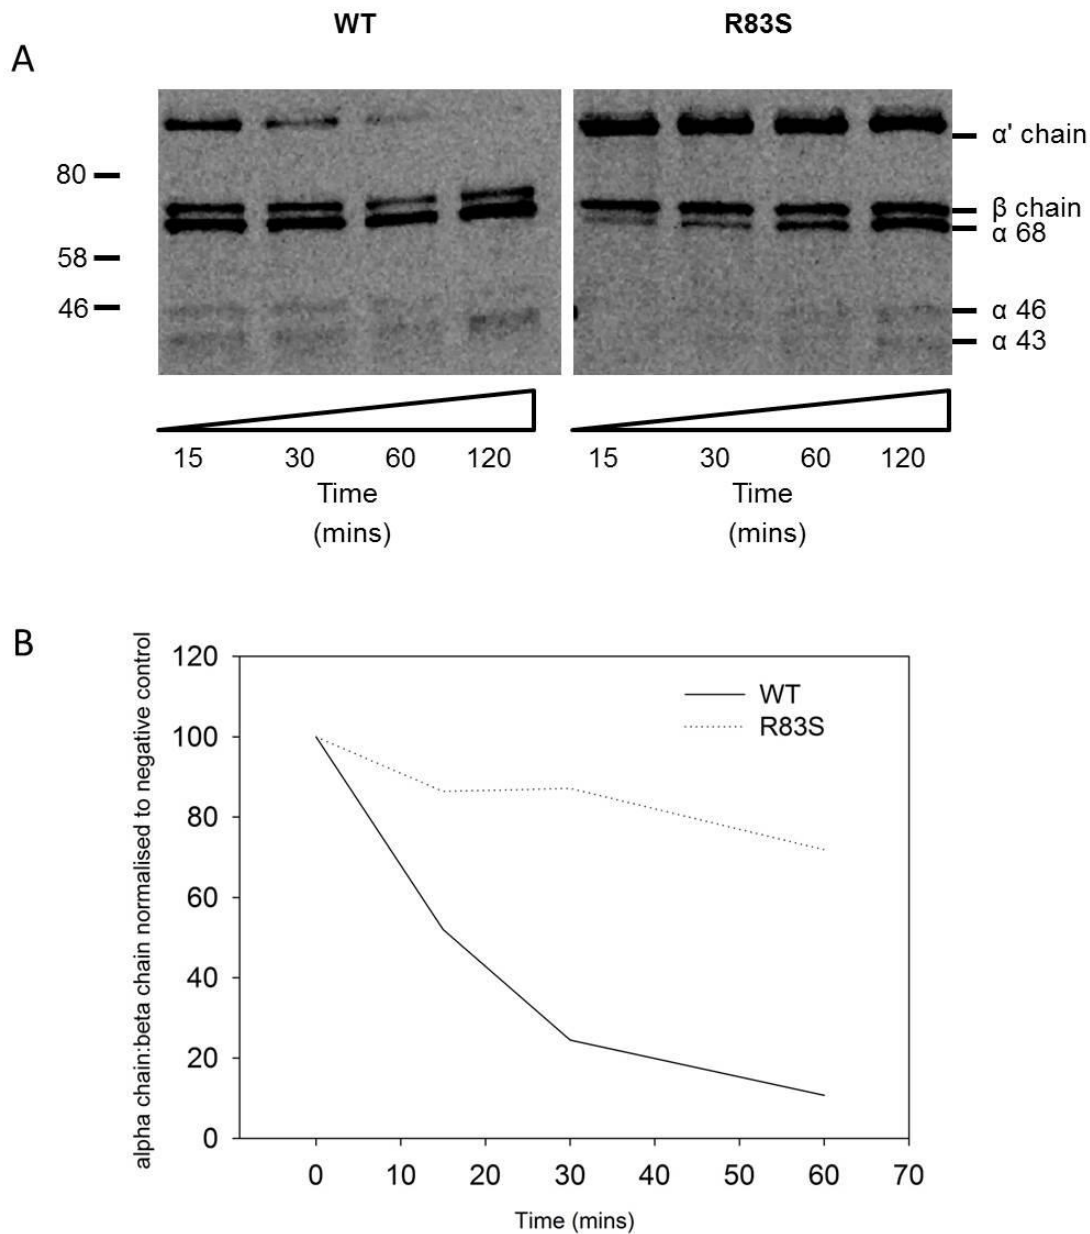 WT
R83S
A
80
58
46
α' chain
β chain
α 68
α 46
α 43
15 30 60 120
Time
(mins)
15 30 60 120
Time
(mins)
B
alpha chain:beta chain normalised to negative control
120
100
80
60
40
20
0
WT
R83S
0 10 20 30 40 50 60 70
Time (mins)